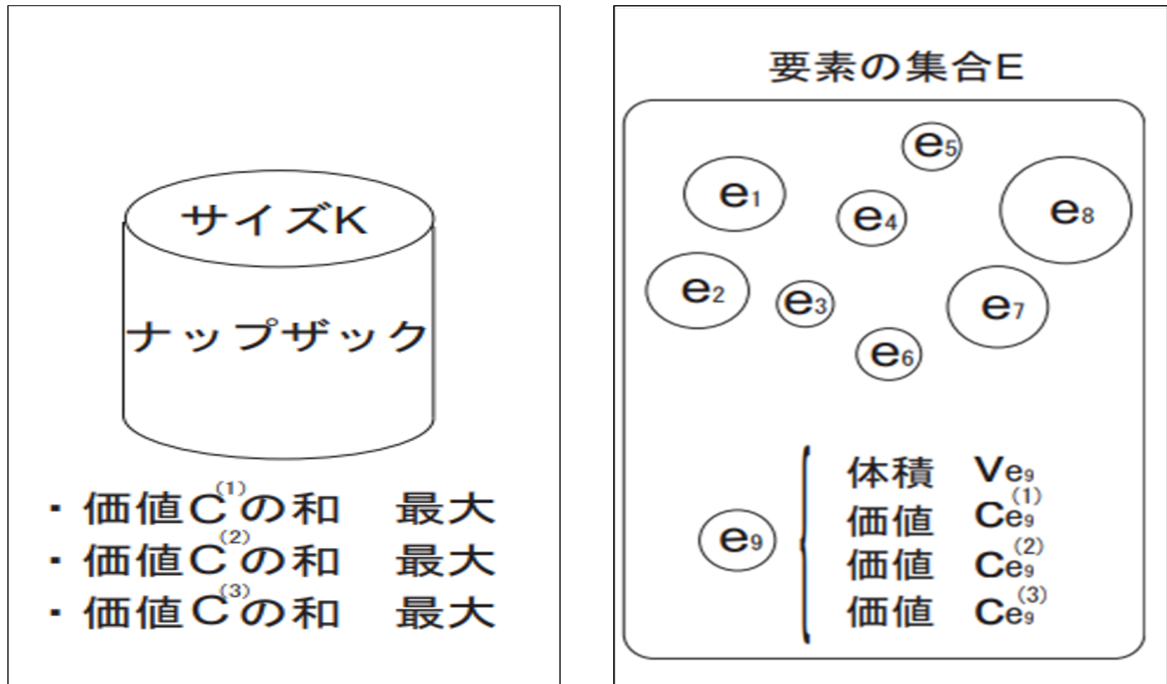 サイズK
ナップザック
・価値C⁽¹⁾の和　最大
・価値C⁽²⁾の和　最大
・価値C⁽³⁾の和　最大
要素の集合E
e₅
e₁
e₄
e₈
e₂
e₃
e₇
e₆
e₉
体積　Ve₉
価値　Ce₉⁽¹⁾
価値　Ce₉⁽²⁾
価値　Ce₉⁽³⁾